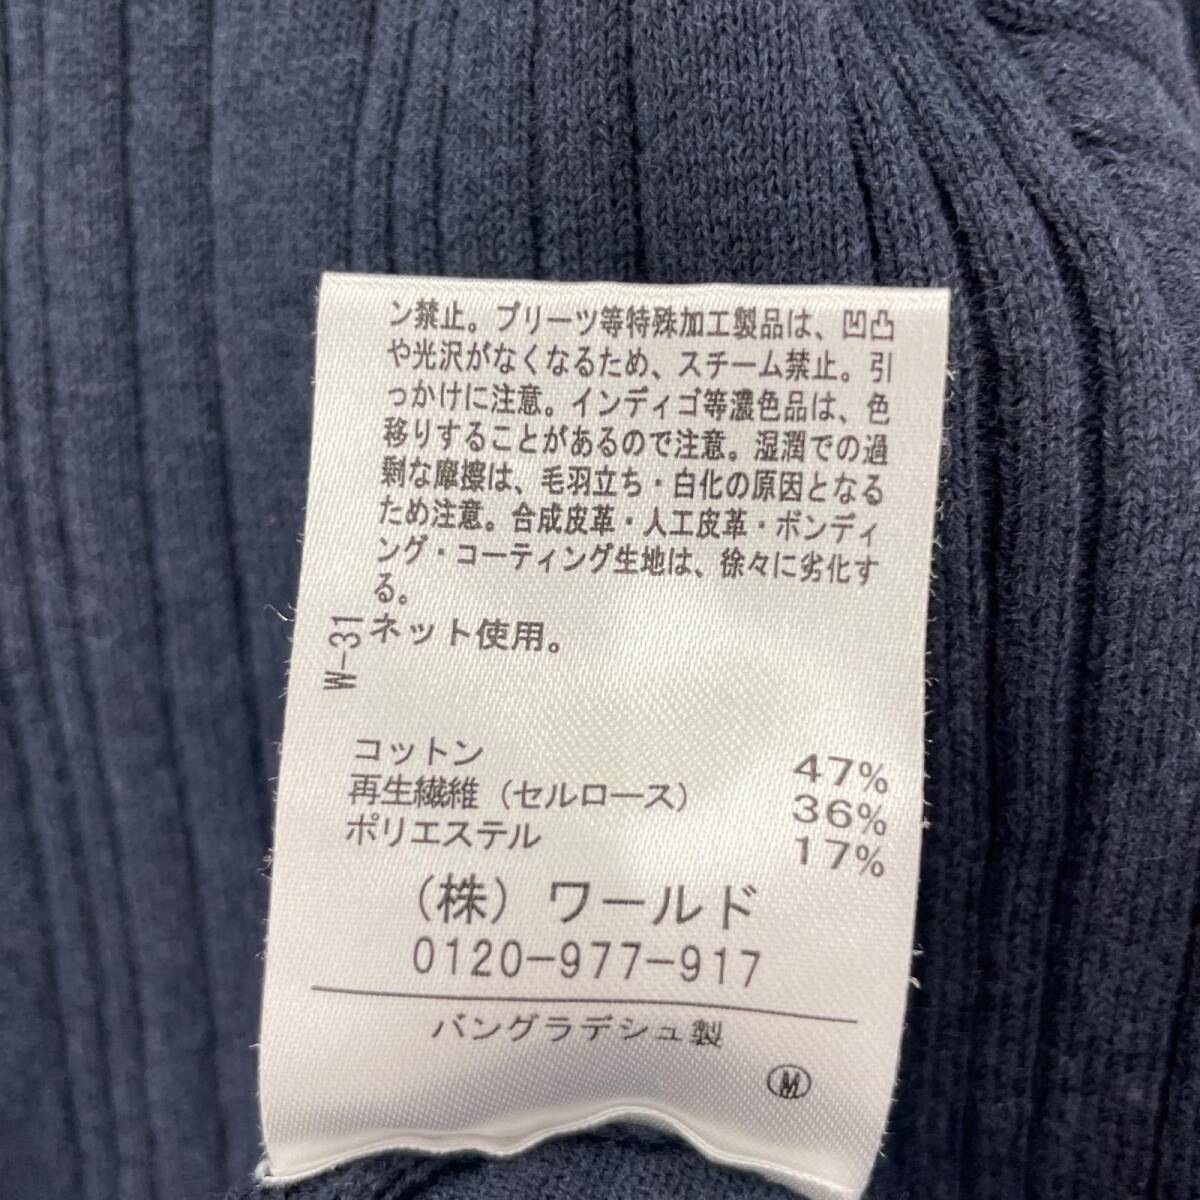 ン禁止。プリーツ等特殊加工製品は、凹凸
や光沢がなくなるため、スチーム禁止。引
っかけに注意。インディゴ等濃色品は、色
移りすることがあるので注意。湿潤での過
剰な摩擦は、毛羽立ち・白化の原因となる
ため注意。合成皮革・人工皮革・ボンディ
ング・コーティング生地は、徐々に劣化す
る。
ネット使用。
W-31
コットン 47%
再生繊維（セルロース） 36%
ポリエステル 17%
（株）ワールド
0120-977-917
バングラデシュ製